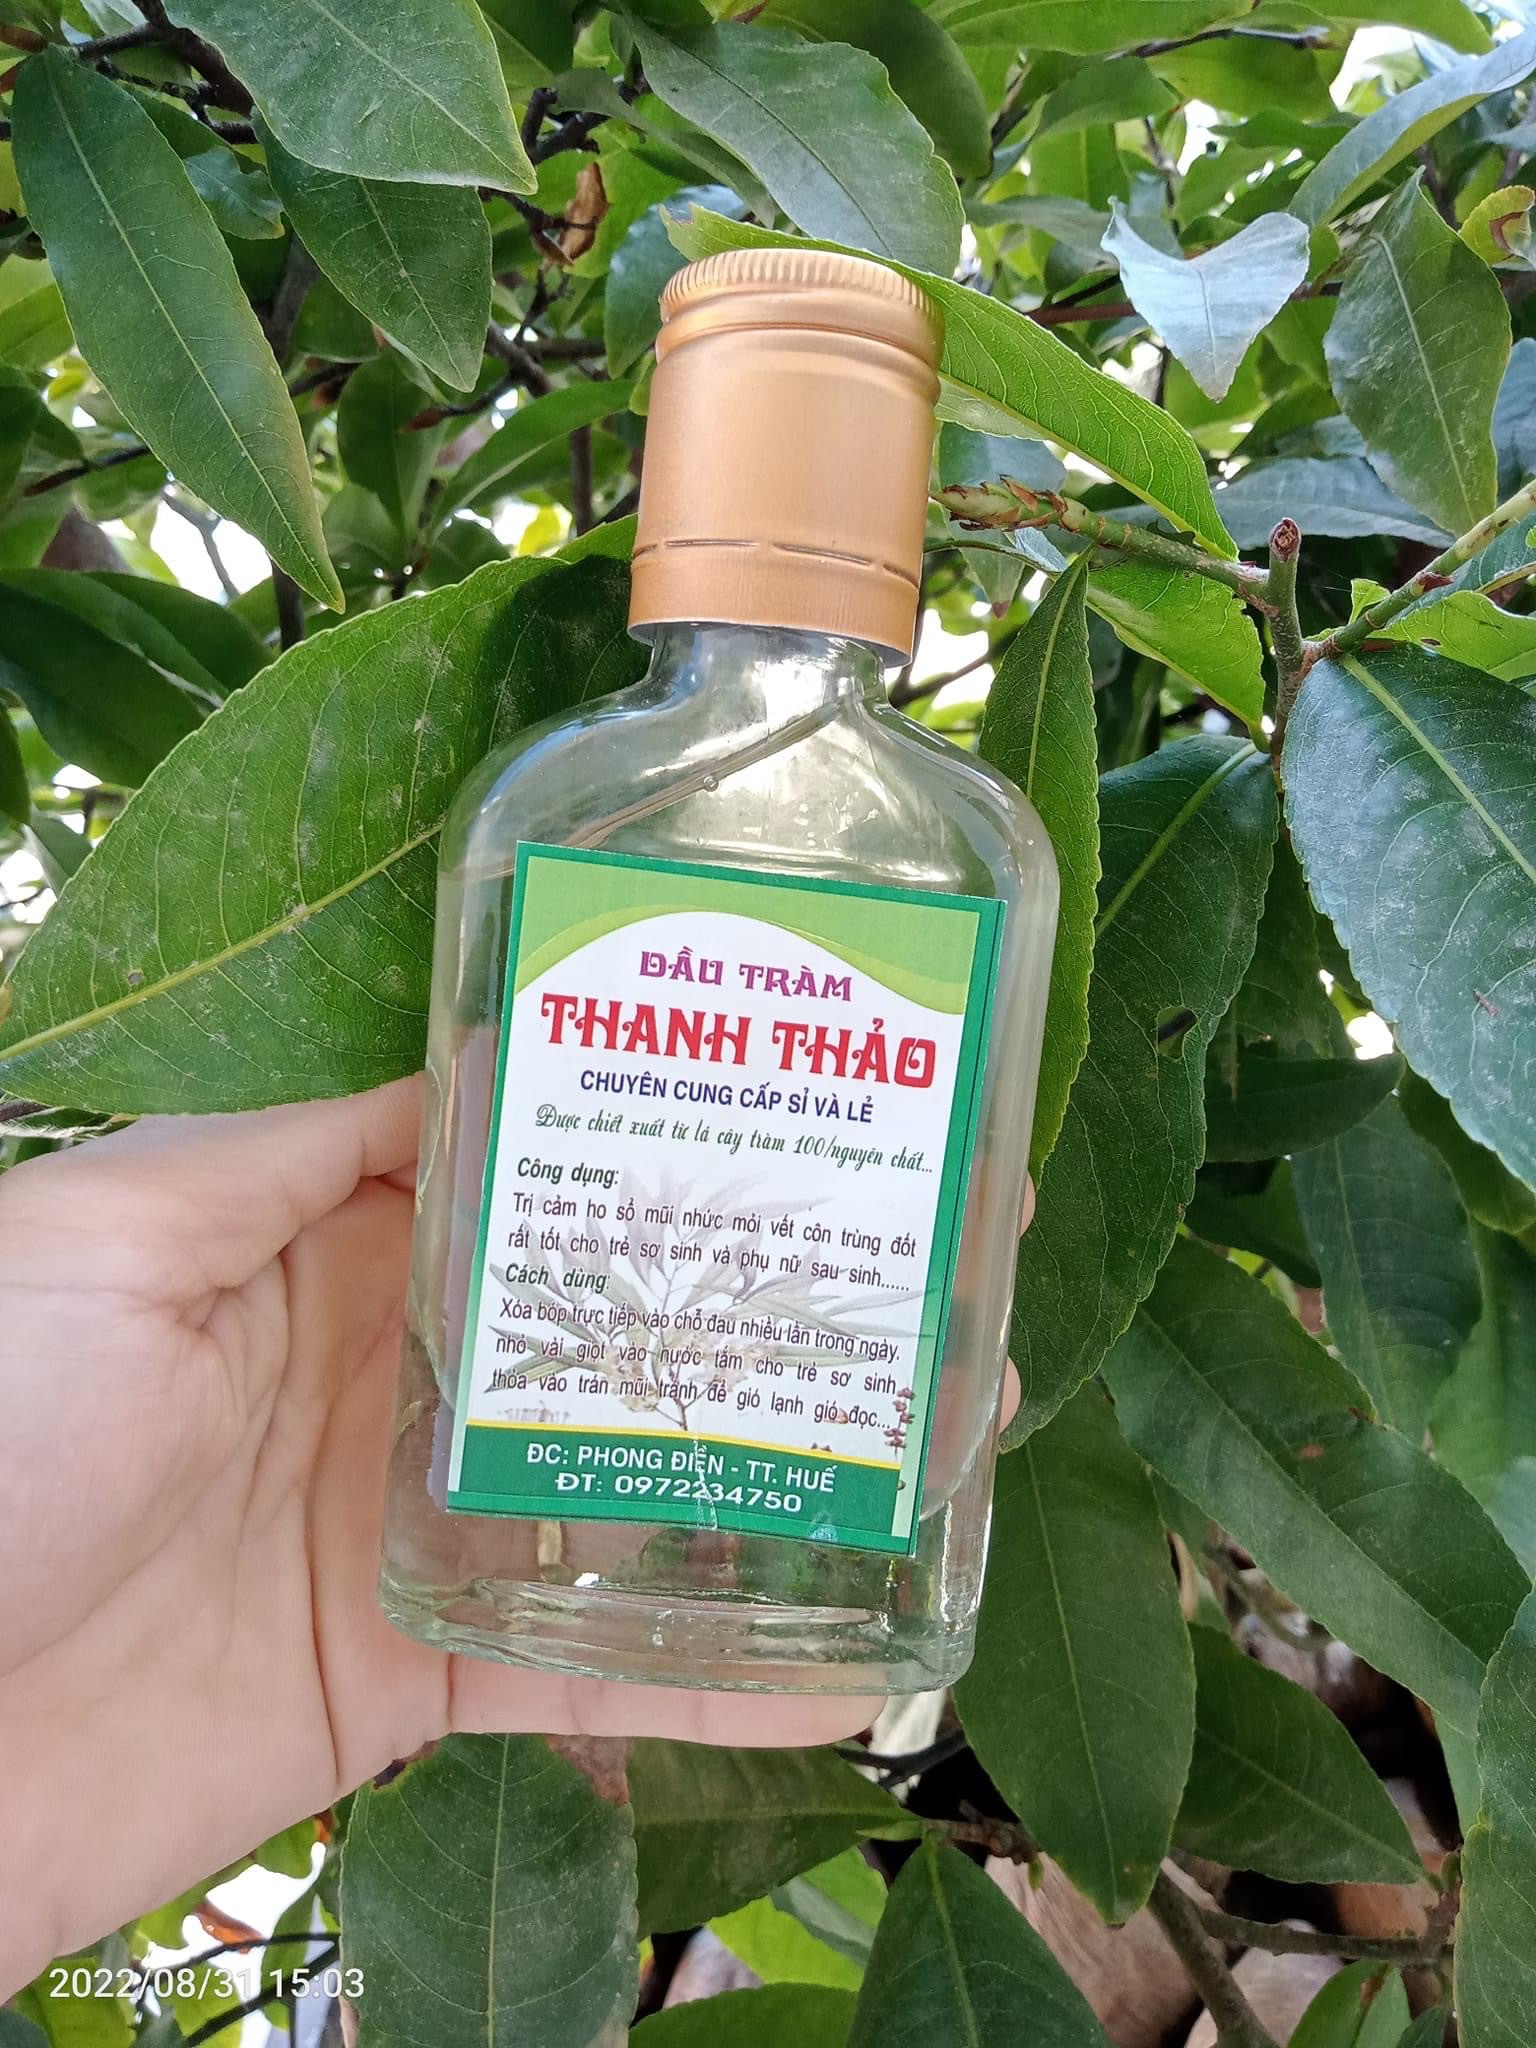 DẦU TRÀM
THANH THẢO
CHUYÊN CUNG CẤP SỈ VÀ LẺ
Được chiết xuất từ lá cây tràm 100/nguyên chất...
Công dụng:
Trị cảm ho sổ mũi nhức mỏi vết côn trùng đốt
rất tốt cho trẻ sơ sinh và phụ nữ sau sinh......
Cách dùng:
Xóa bóp trực tiếp vào chỗ đau nhiều lần trong ngày.
nhỏ vài giọt vào nước tắm cho trẻ sơ sinh
thỏa vào trán mũi tránh để gió lạnh gió đọc...
ĐC: PHONG ĐIỀN - TT. HUẾ
ĐT: 0972234750
2022/08/31 15:03